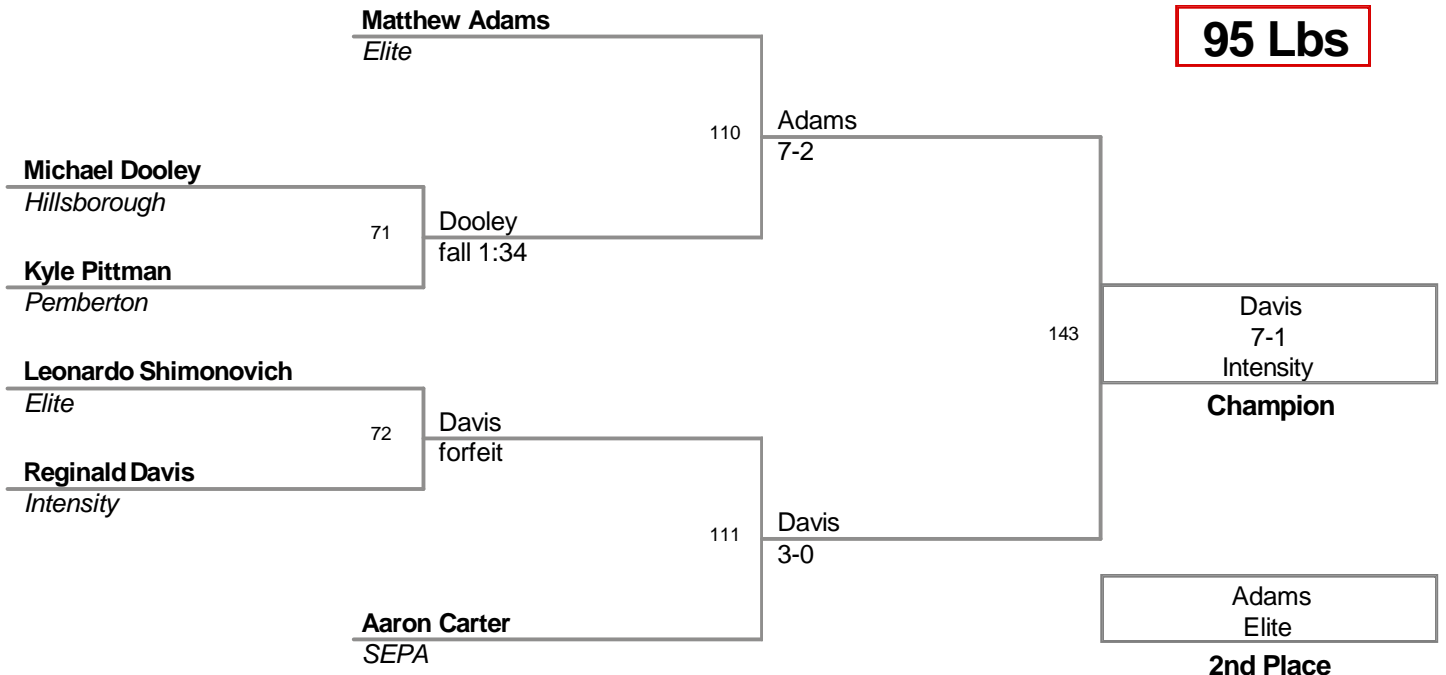 Matthew Adams
Elite
95 Lbs
110
Adams
7-2
Michael Dooley
Hillsborough
71
Dooley
fall 1:34
Kyle Pittman
Pemberton
143
Davis
7-1
Intensity
Champion
Leonardo Shimonovich
Elite
72
Davis
forfeit
Reginald Davis
Intensity
111
Davis
3-0
Aaron Carter
SEPA
Adams
Elite
2nd Place